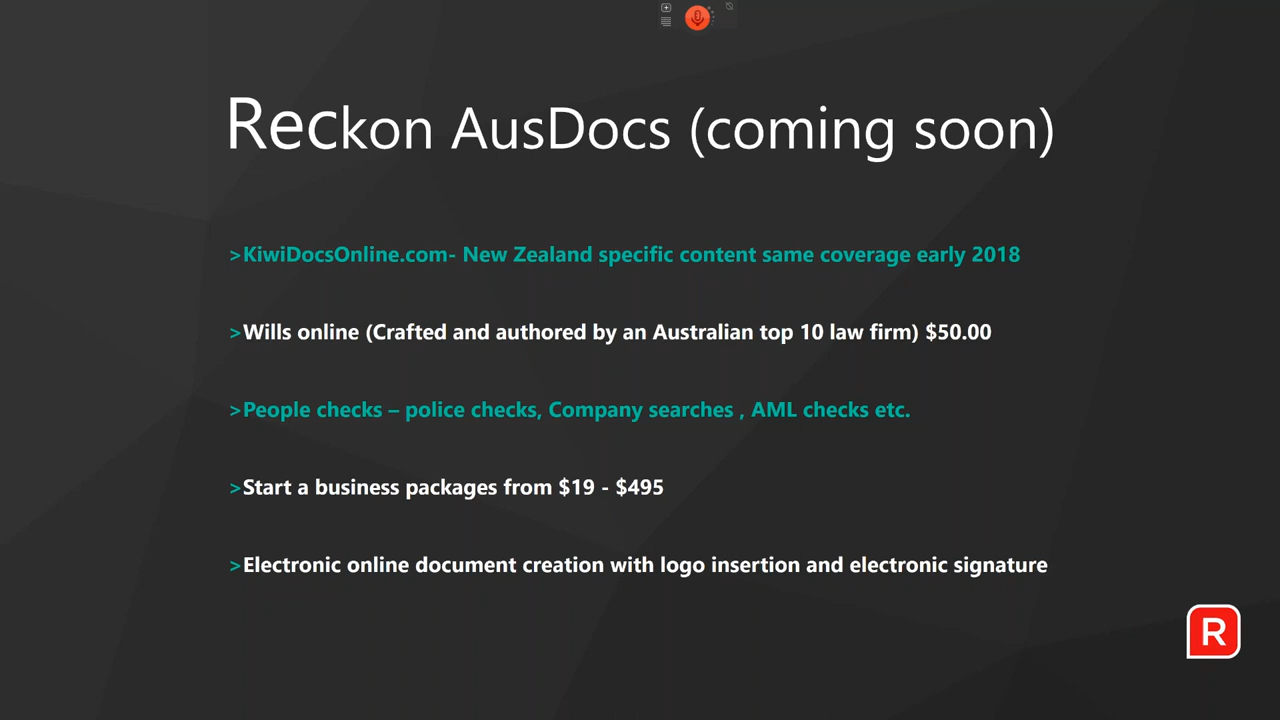 Reckon AusDocs (coming soon)
>KiwiDocsOnline.com- New Zealand specific content same coverage early 2018
>Wills online (Crafted and authored by an Australian top 10 law firm) $50.00
>People checks – police checks, Company searches , AML checks etc.
>Start a business packages from $19 - $495
>Electronic online document creation with logo insertion and electronic signature
R